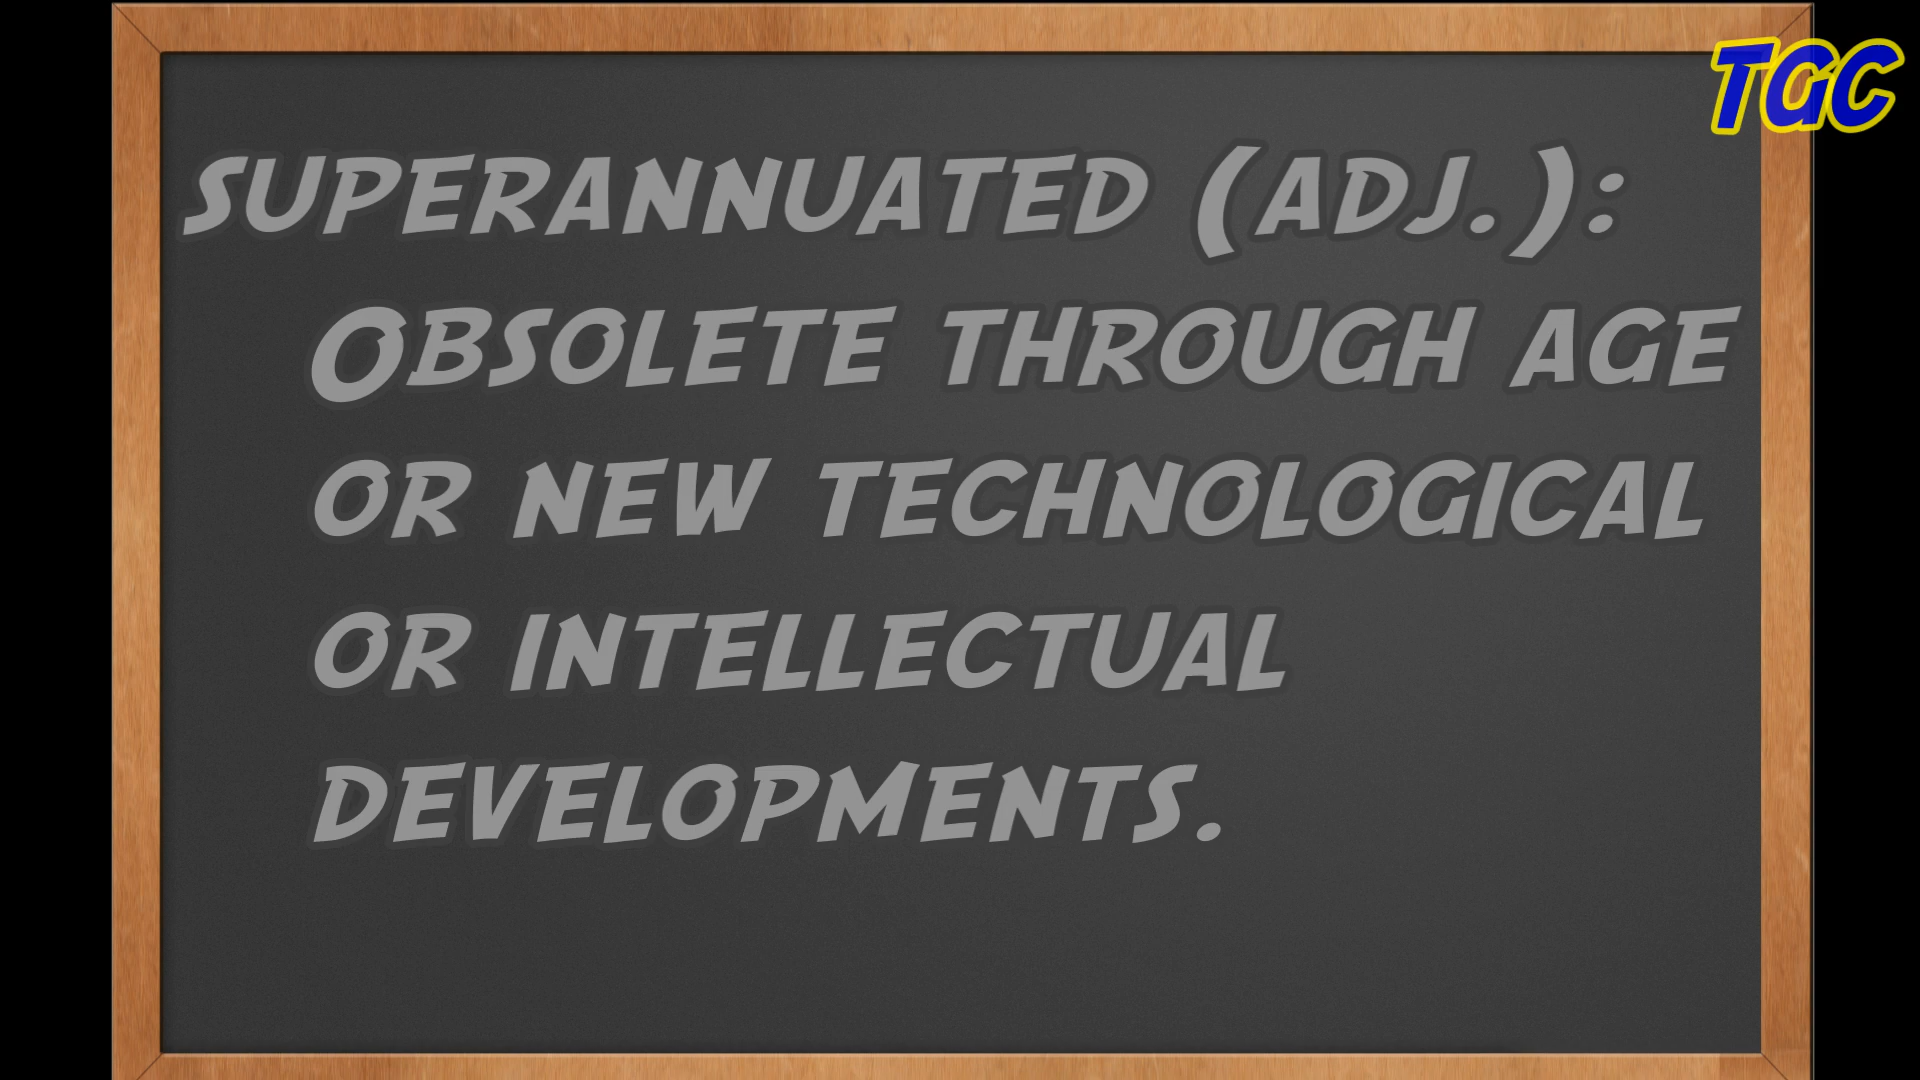 TGC
SUPERANNUATED (ADJ.):
OBSOLETE THROUGH AGE
OR NEW TECHNOLOGICAL
OR INTELLECTUAL
DEVELOPMENTS.